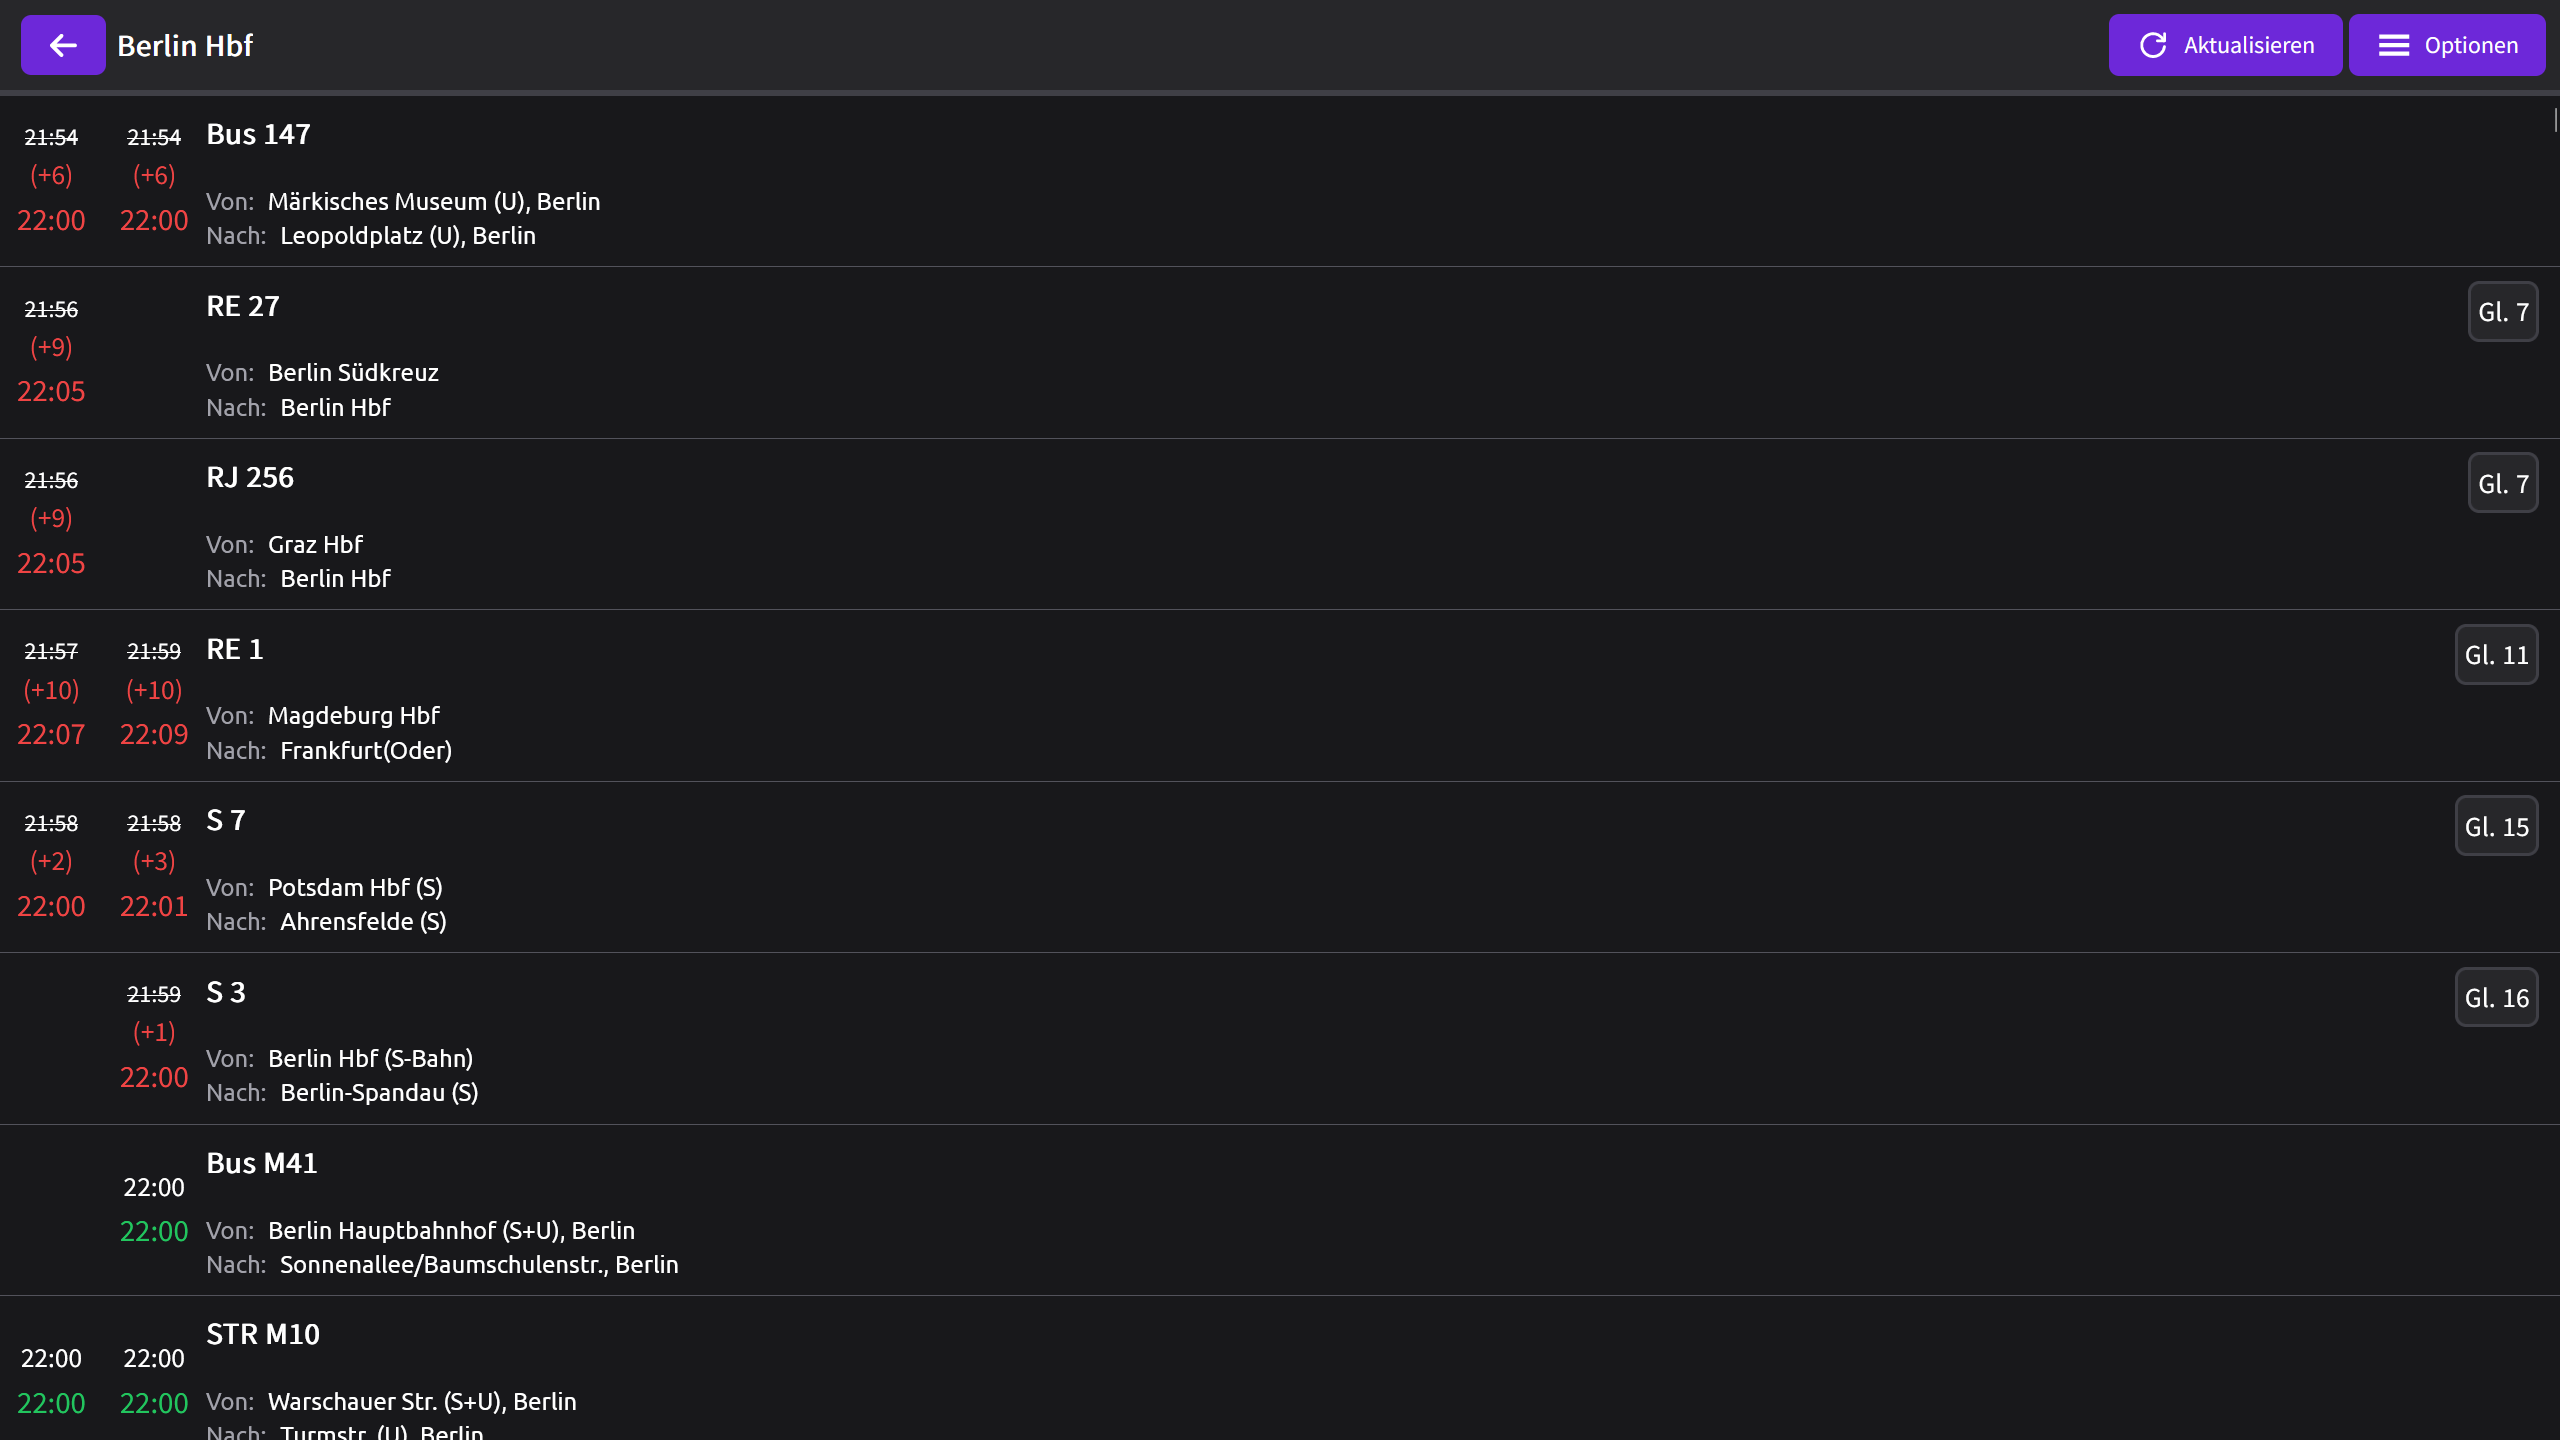 Berlin Hbf
Aktualisieren
Optionen
21:54 21:54 Bus 147
(+6) (+6)
22:00 22:00
Von: Märkisches Museum (U), Berlin
Nach: Leopoldplatz (U), Berlin
21:56 RE 27 Gl. 7
(+9)
22:05
Von: Berlin Südkreuz
Nach: Berlin Hbf
21:56 RJ 256 Gl. 7
(+9)
22:05
Von: Graz Hbf
Nach: Berlin Hbf
21:57 21:59 RE 1 Gl. 11
(+10) (+10)
22:07 22:09
Von: Magdeburg Hbf
Nach: Frankfurt(Oder)
21:58 21:58 S 7 Gl. 15
(+2) (+3)
22:00 22:01
Von: Potsdam Hbf (S)
Nach: Ahrensfelde (S)
21:59 S 3 Gl. 16
(+1)
22:00
Von: Berlin Hbf (S-Bahn)
Nach: Berlin-Spandau (S)
Bus M41
22:00
22:00
Von: Berlin Hauptbahnhof (S+U), Berlin
Nach: Sonnenallee/Baumschulenstr., Berlin
STR M10
22:00 22:00
22:00 22:00
Von: Warschauer Str. (S+U), Berlin
Nach: Turmstr. (U), Berlin